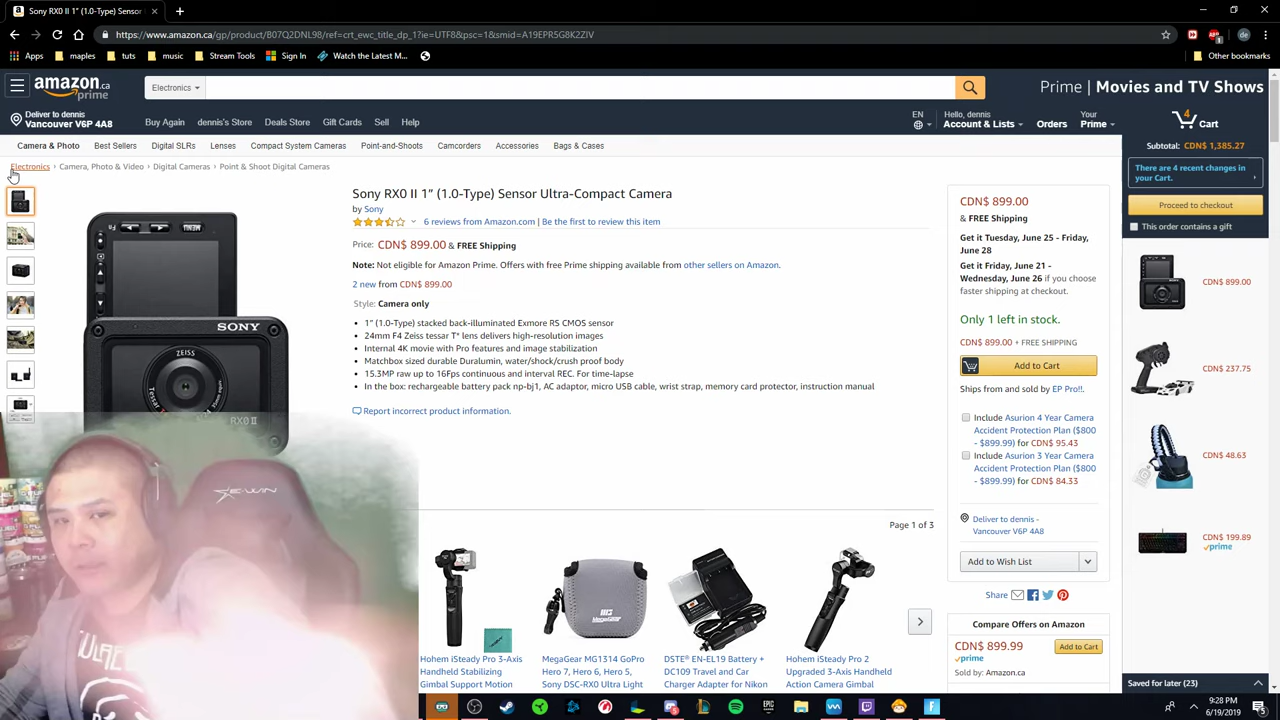 Sony RX0 II 1" (1.0-Type) Sens
https://www.amazon.ca/gp/product/B07Q2DNL98/ref=crt_ewc_title_dp_1?ie=UTF8&psc=1&smid=A19EPR5G8K2ZIV
Apps maples tuts music Stream Tools Sign In Watch the Latest M... Other bookmarks
amazon.ca prime
Electronics
Prime | Movies and TV Shows
Deliver to dennis
Vancouver V6P 4A8
Buy Again dennis's Store Deals Store Gift Cards Sell Help
EN
Hello, dennis
Account & Lists
Orders
Your
Prime
4
Cart
Camera & Photo Best Sellers Digital SLRs Lenses Compact System Cameras Point-and-Shoots Camcorders Accessories Bags & Cases
Electronics › Camera, Photo & Video › Digital Cameras › Point & Shoot Digital Cameras
Sony RX0 II 1" (1.0-Type) Sensor Ultra-Compact Camera
by Sony
6 reviews from Amazon.com | Be the first to review this item
Price: CDN$ 899.00 & FREE Shipping
Note: Not eligible for Amazon Prime. Offers with free Prime shipping available from other sellers on Amazon.
2 new from CDN$ 899.00
Style: Camera only
1" (1.0-Type) stacked back-illuminated Exmore RS CMOS sensor
24mm F4 Zeiss tessar T* lens delivers high-resolution images
Internal 4K movie with Pro features and image stabilization
Matchbox sized durable Duralumin, water/shock/crush proof body
15.3MP raw up to 16Fps continuous and interval REC. For time-lapse
In the box: rechargeable battery pack np-bj1, AC adaptor, micro USB cable, wrist strap, memory card protector, instruction manual
Report incorrect product information.
MENU
SONY
ZEISS
RX0 II
E-WIN
CDN$ 899.00
& FREE Shipping
Get it Tuesday, June 25 - Friday,
June 28
Get it Friday, June 21 -
Wednesday, June 26 if you choose
faster shipping at checkout.
Only 1 left in stock.
CDN$ 899.00 + FREE SHIPPING
Add to Cart
Ships from and sold by EP Pro!!.
Include Asurion 4 Year Camera
Accident Protection Plan ($800
- $899.99) for CDN$ 95.43
Include Asurion 3 Year Camera
Accident Protection Plan ($800
- $899.99) for CDN$ 84.33
Deliver to dennis -
Vancouver V6P 4A8
Add to Wish List
Share
Compare Offers on Amazon
CDN$ 899.99
prime
Add to Cart
Sold by: Amazon.ca
Subtotal: CDN$ 1,385.27
There are 4 recent changes in
your Cart.
Proceed to checkout
This order contains a gift
CDN$ 899.00
CDN$ 237.75
CDN$ 48.63
CDN$ 199.89
prime
Saved for later (23)
Page 1 of 3
Hohem iSteady Pro 3-Axis
Handheld Stabilizing
Gimbal Support Motion
MegaGear MG1314 GoPro
Hero 7, Hero 6, Hero 5,
Sony DSC-RX0 Ultra Light
DSTE® EN-EL19 Battery +
DC109 Travel and Car
Charger Adapter for Nikon
Hohem iSteady Pro 2
Upgraded 3-Axis Handheld
Action Camera Gimbal
9:28 PM
6/19/2019